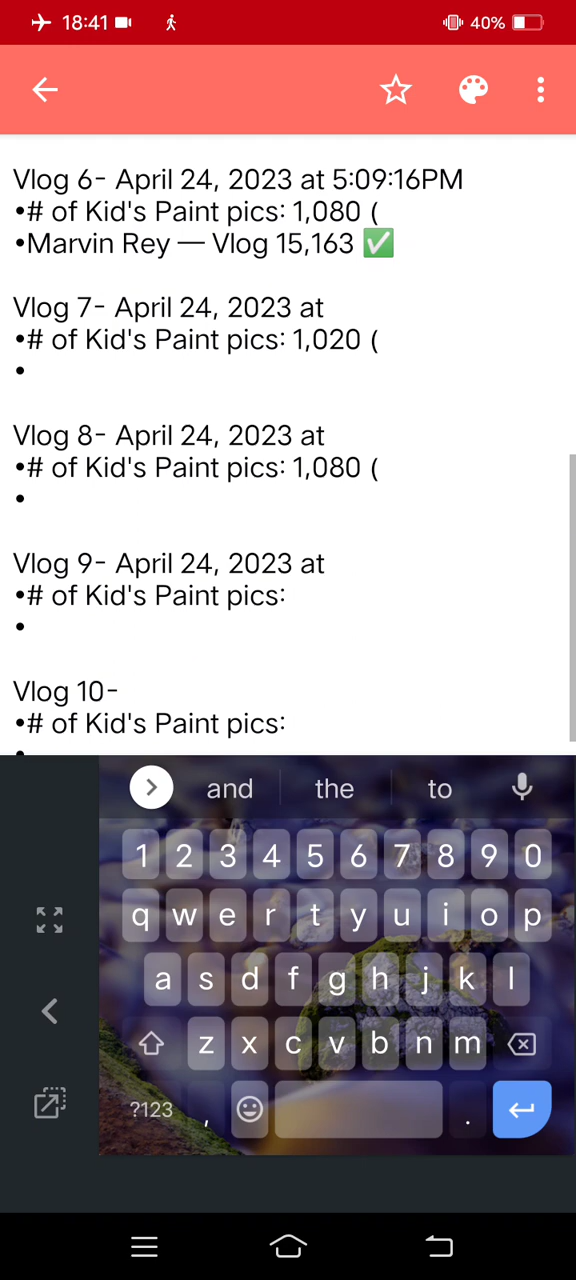 18:41
40%
Vlog 6- April 24, 2023 at 5:09:16PM
•# of Kid's Paint pics: 1,080 (
•Marvin Rey — Vlog 15,163 ✅
Vlog 7- April 24, 2023 at
•# of Kid's Paint pics: 1,020 (
•
Vlog 8- April 24, 2023 at
•# of Kid's Paint pics: 1,080 (
•
Vlog 9- April 24, 2023 at
•# of Kid's Paint pics:
•
Vlog 10-
•# of Kid's Paint pics:
•
and the to
1 2 3 4 5 6 7 8 9 0
q w e r t y u i o p
a s d f g h j k l
z x c v b n m
?123 , .